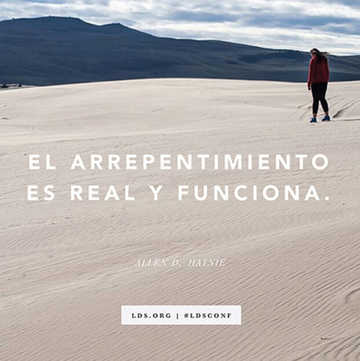 EL ARREPENTIMIENTO
ES REAL Y FUNCIONA.
ALLEN D. HAYNIE
LDS.ORG | #LDSCONF